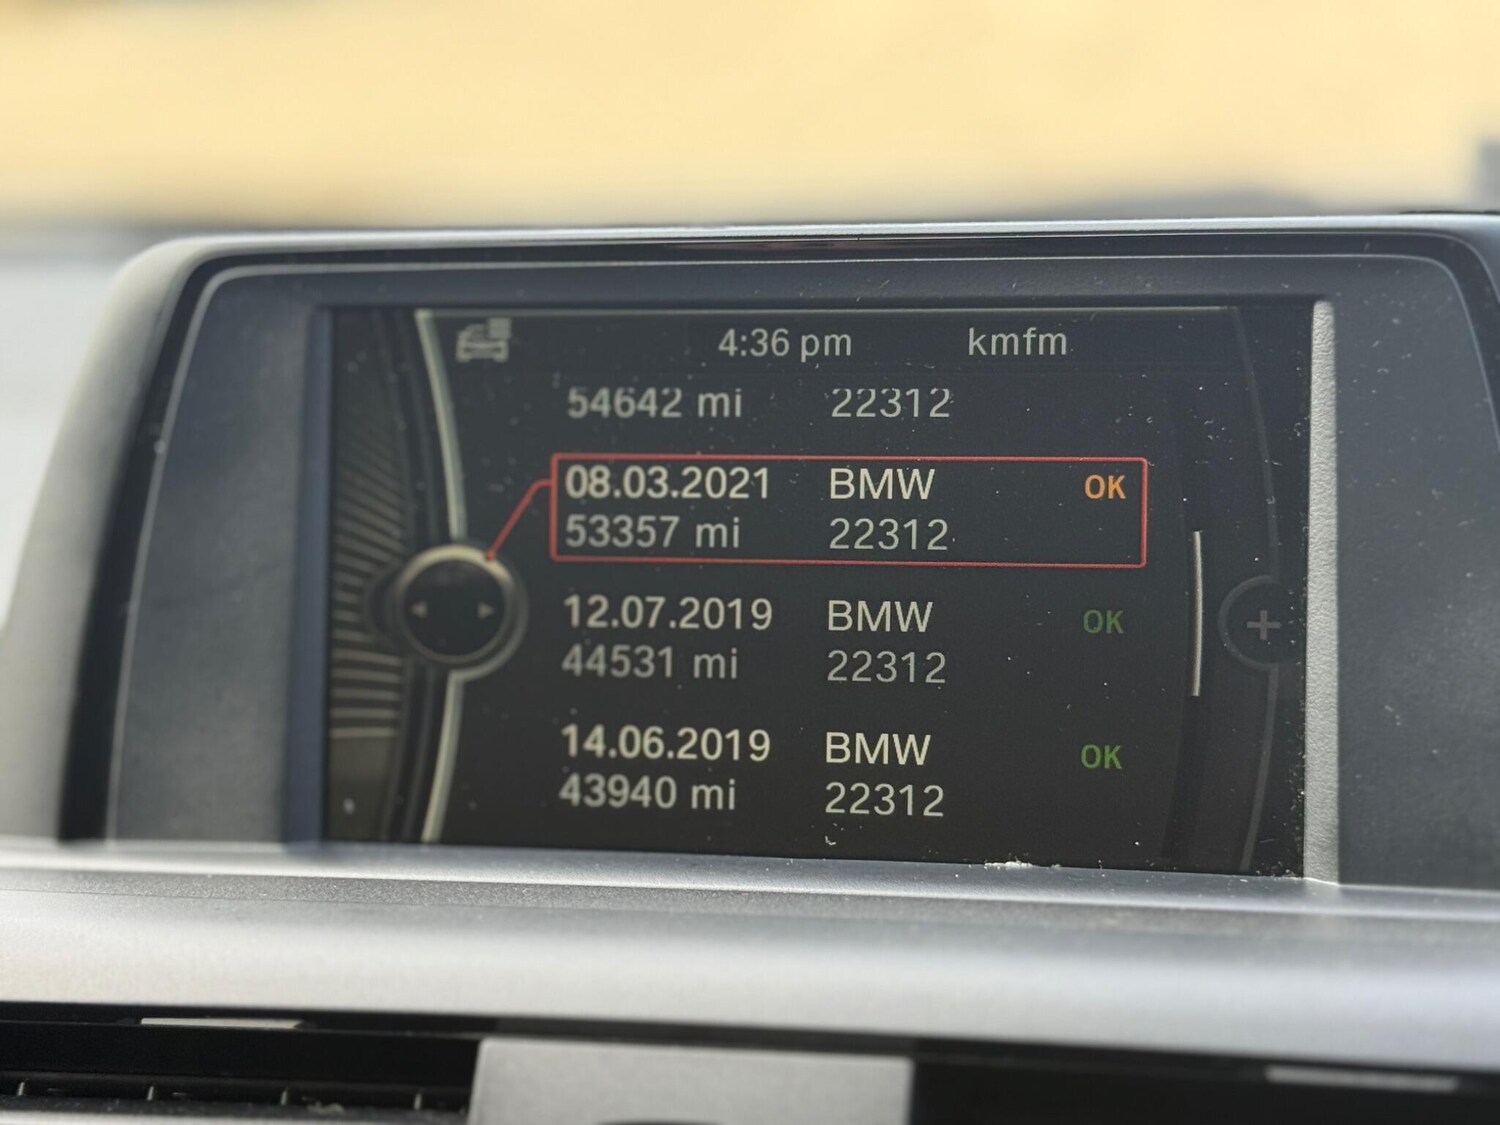 4:36 pm kmfm
54642 mi 22312
08.03.2021 BMW OK
53357 mi 22312
12.07.2019 BMW OK
44531 mi 22312
14.06.2019 BMW OK
43940 mi 22312